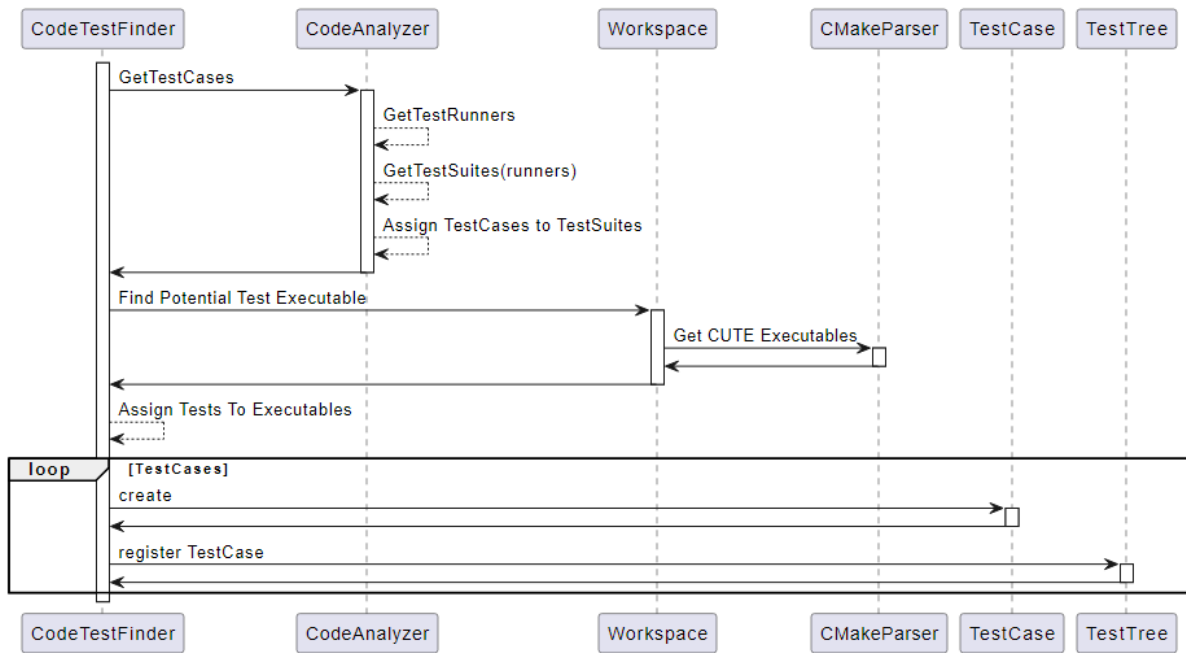 CodeTestFinder CodeAnalyzer Workspace CMakeParser TestCase TestTree
GetTestCases
GetTestRunners
GetTestSuites(runners)
Assign TestCases to TestSuites
Find Potential Test Executable
Get CUTE Executables
Assign Tests To Executables
loop [TestCases]
create
register TestCase
CodeTestFinder CodeAnalyzer Workspace CMakeParser TestCase TestTree